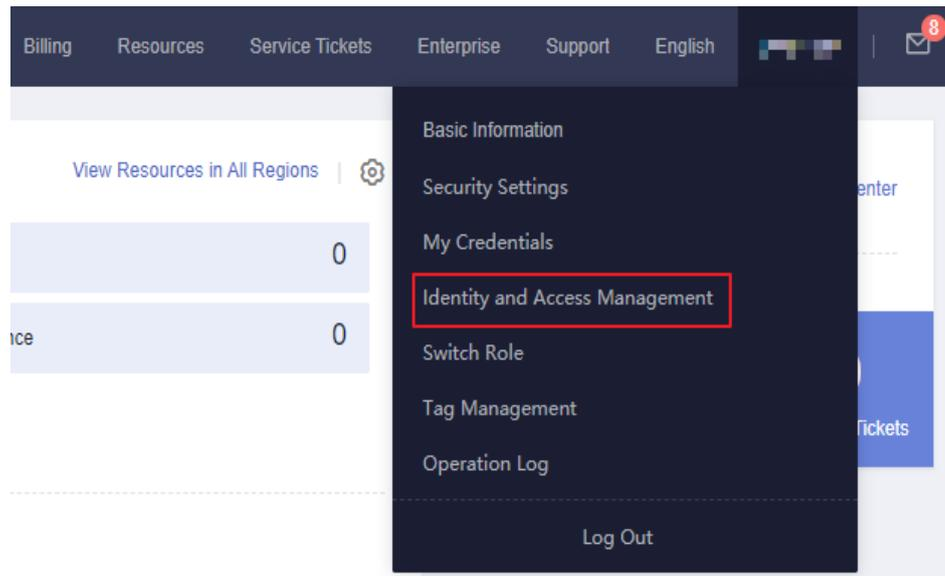 Billing Resources Service Tickets Enterprise Support English 8
Basic Information
View Resources in All Regions
Security Settings
enter
My Credentials
0
Identity and Access Management
nce 0
Switch Role
Tag Management
Tickets
Operation Log
Log Out